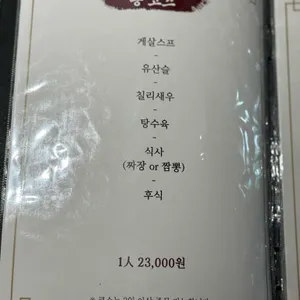 게살스프
-
유산슬
-
칠리새우
-
탕수육
-
식사
(짜장 or 짬뽕)
-
후식
1人 23,000원